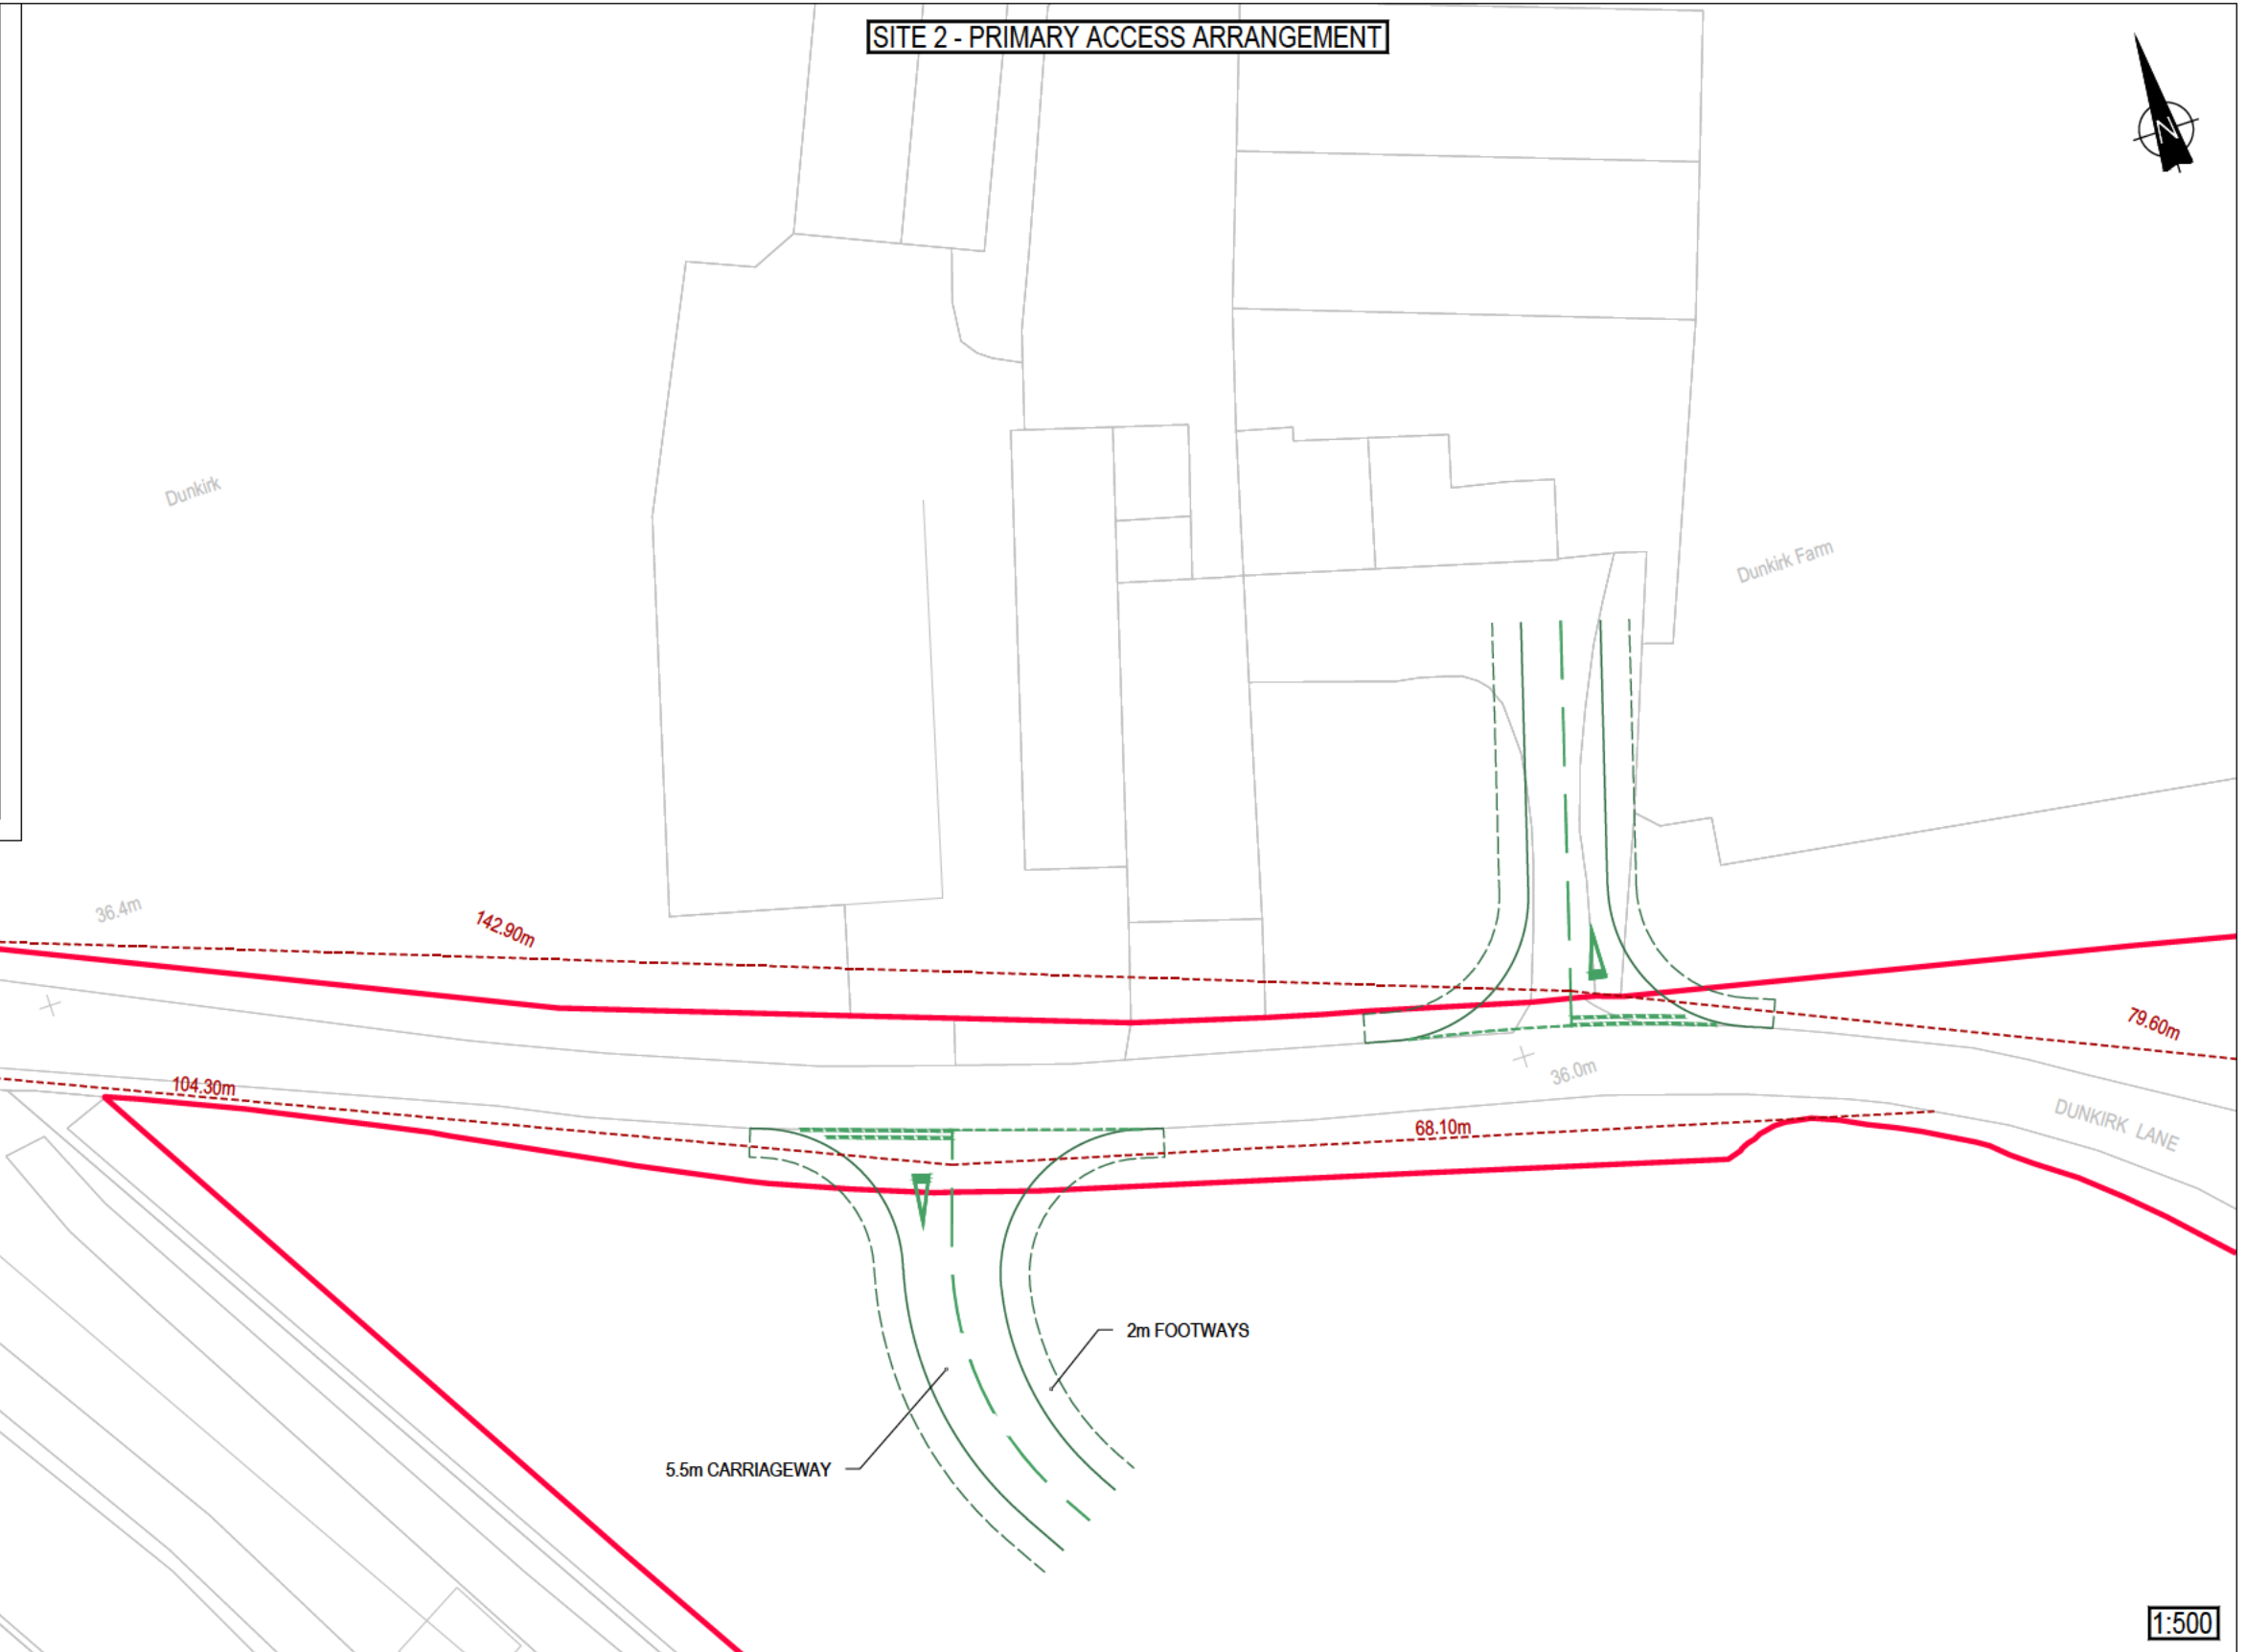 SITE 2 - PRIMARY ACCESS ARRANGEMENT
N
Dunkirk
Dunkirk Farm
36.4m
142.90m
79.60m
36.0m
104.30m
68.10m
DUNKIRK LANE
2m FOOTWAYS
5.5m CARRIAGEWAY
1:500